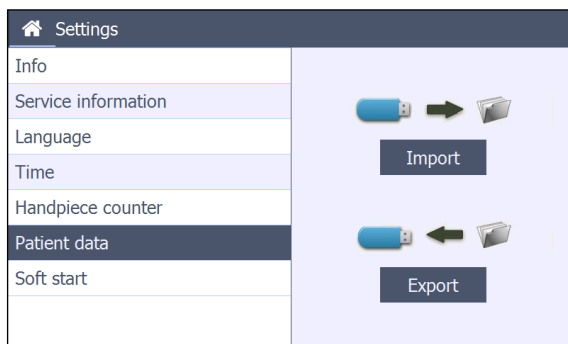 Settings
Info
Service information
Language
Time
Handpiece counter
Patient data
Soft start
Import
Export